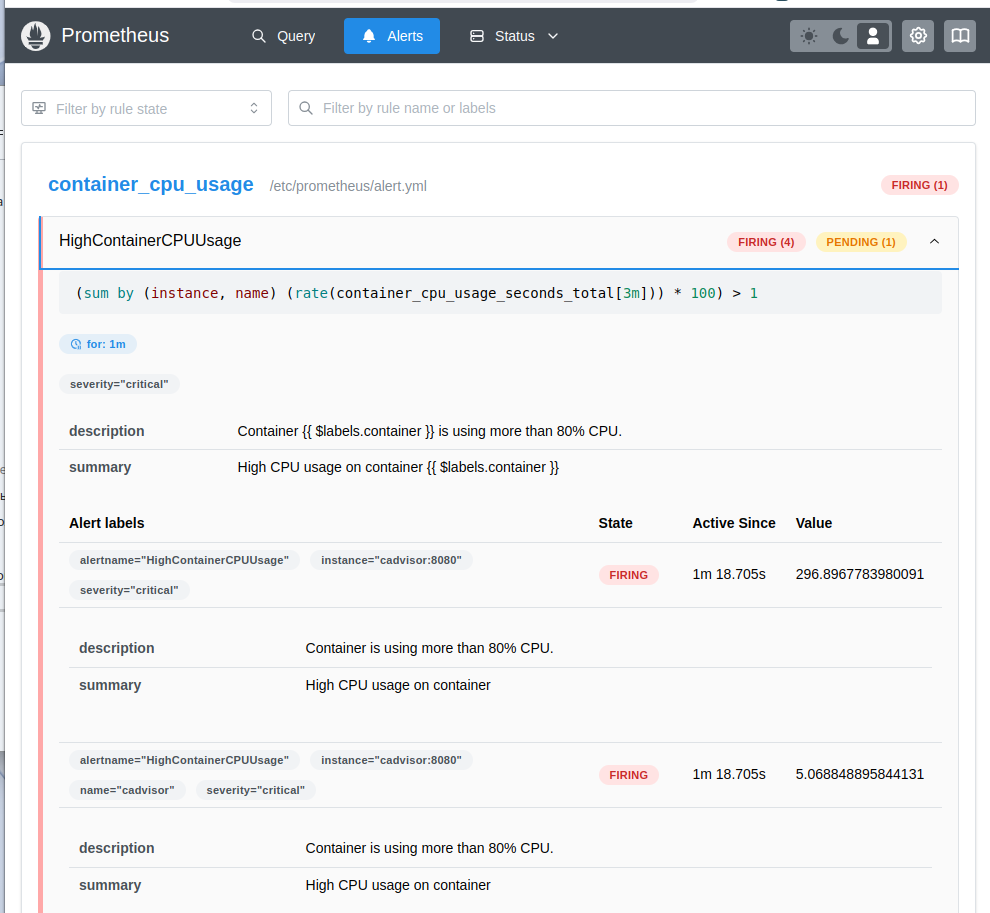 Prometheus Query Alerts Status
Filter by rule state Filter by rule name or labels
container_cpu_usage /etc/prometheus/alert.yml FIRING (1)
HighContainerCPUUsage FIRING (4) PENDING (1)
(sum by (instance, name) (rate(container_cpu_usage_seconds_total[3m])) * 100) > 1
for: 1m
severity="critical"
description Container {{ $labels.container }} is using more than 80% CPU.
summary High CPU usage on container {{ $labels.container }}
Alert labels State Active Since Value
alertname="HighContainerCPUUsage" instance="cadvisor:8080"
severity="critical"
FIRING 1m 18.705s 296.8967783980091
description Container is using more than 80% CPU.
summary High CPU usage on container
alertname="HighContainerCPUUsage" instance="cadvisor:8080"
name="cadvisor" severity="critical"
FIRING 1m 18.705s 5.068848895844131
description Container is using more than 80% CPU.
summary High CPU usage on container